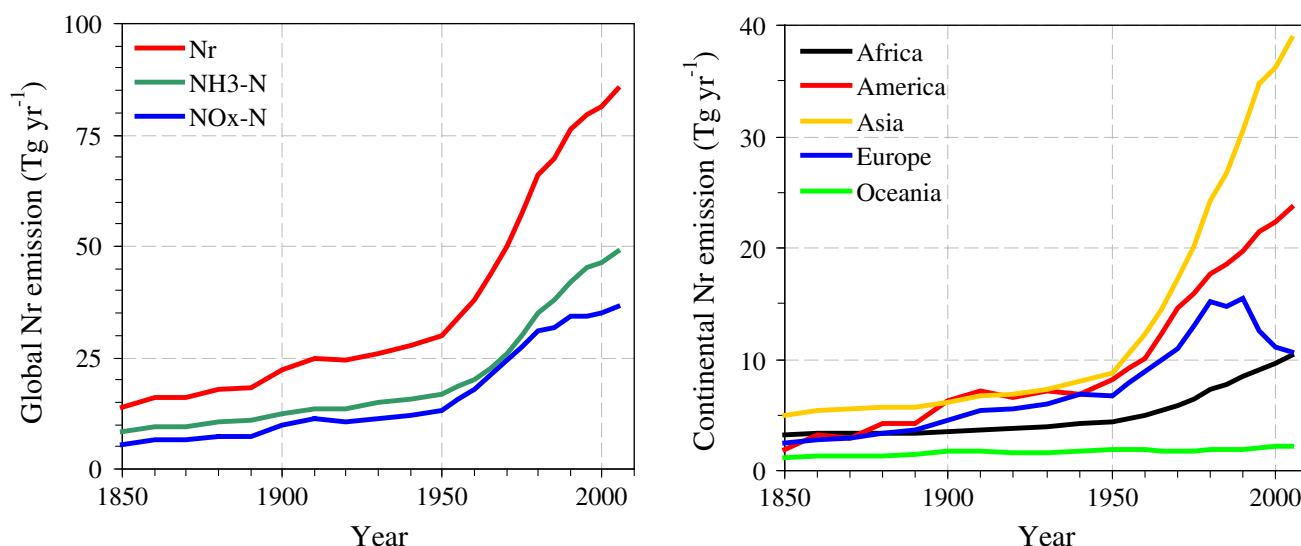 Global Nr emission (Tg yr-1)
100
75
50
25
0
Nr
NH3-N
NOx-N
1850
1900
1950
2000
Year
Continental Nr emission (Tg yr-1)
40
30
20
10
0
Africa
America
Asia
Europe
Oceania
1850
1900
1950
2000
Year